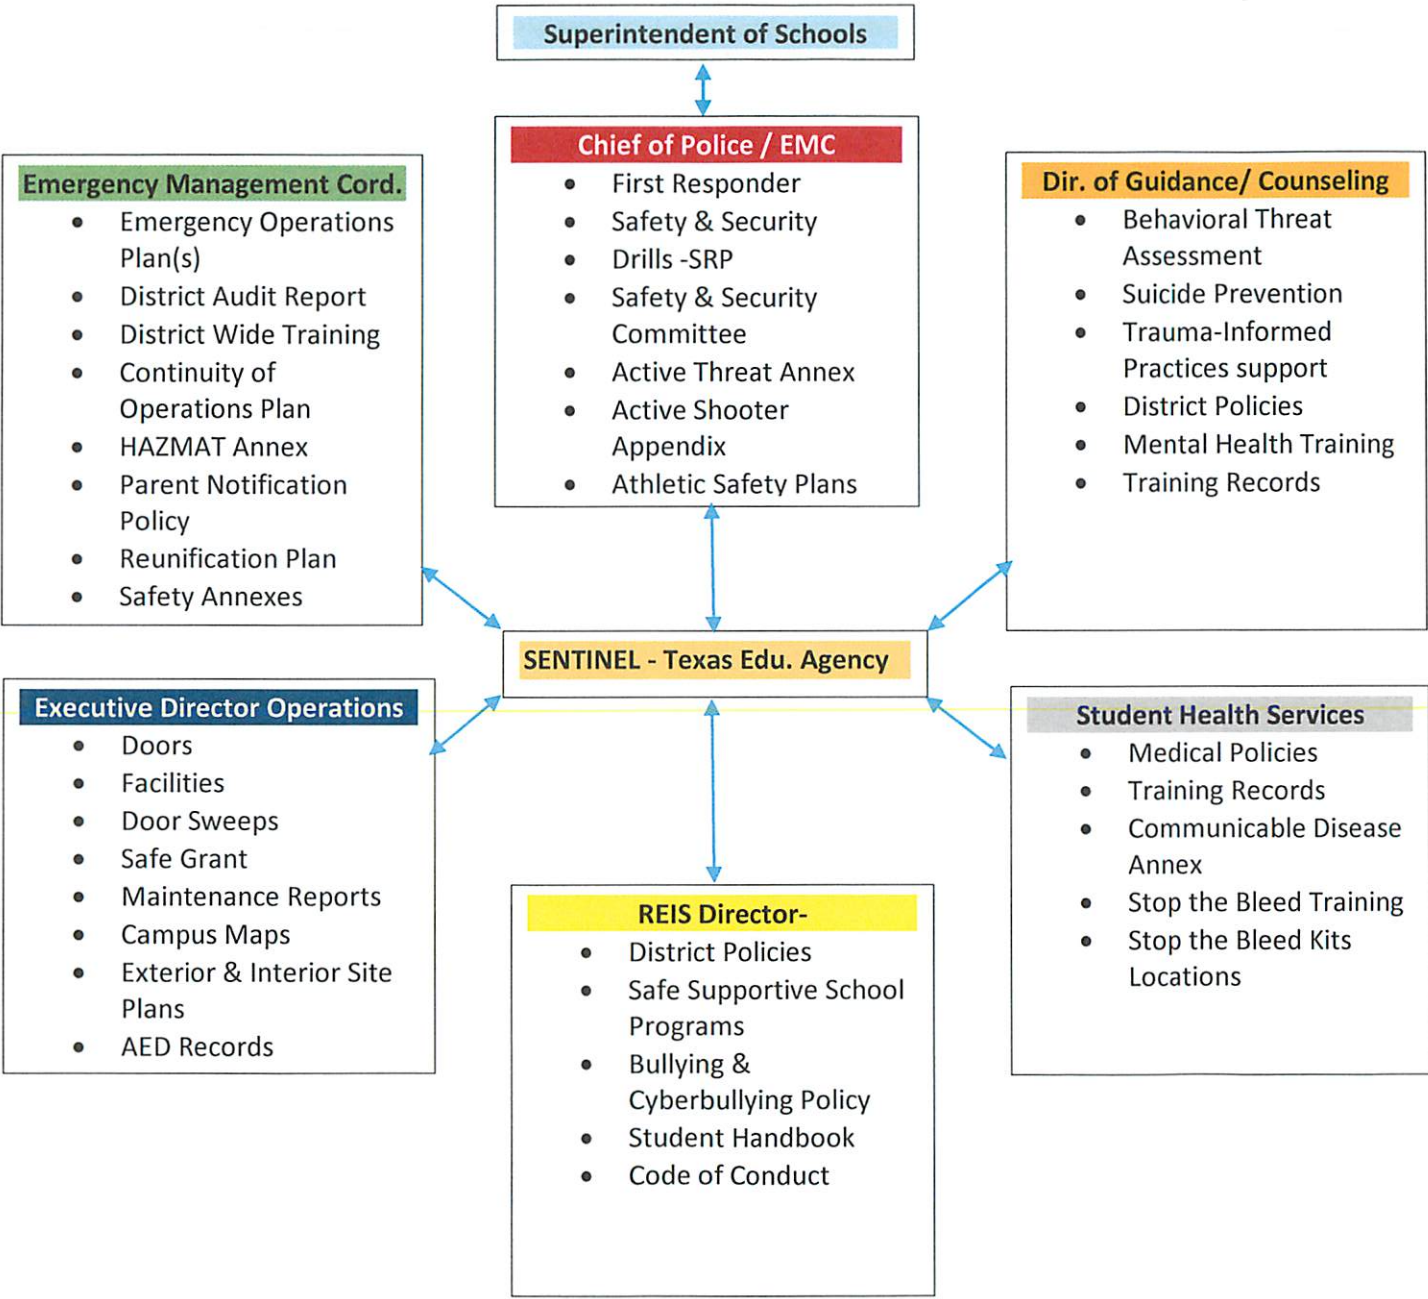 Superintendent of Schools
Chief of Police / EMC
• First Responder
• Safety & Security
• Drills -SRP
• Safety & Security
Committee
• Active Threat Annex
• Active Shooter
Appendix
• Athletic Safety Plans
Emergency Management Cord.
• Emergency Operations
Plan(s)
• District Audit Report
• District Wide Training
• Continuity of
Operations Plan
• HAZMAT Annex
• Parent Notification
Policy
• Reunification Plan
• Safety Annexes
Dir. of Guidance/ Counseling
• Behavioral Threat
Assessment
• Suicide Prevention
• Trauma-Informed
Practices support
• District Policies
• Mental Health Training
• Training Records
SENTINEL - Texas Edu. Agency
Executive Director Operations
• Doors
• Facilities
• Door Sweeps
• Safe Grant
• Maintenance Reports
• Campus Maps
• Exterior & Interior Site
Plans
• AED Records
REIS Director-
• District Policies
• Safe Supportive School
Programs
• Bullying &
Cyberbullying Policy
• Student Handbook
• Code of Conduct
Student Health Services
• Medical Policies
• Training Records
• Communicable Disease
Annex
• Stop the Bleed Training
• Stop the Bleed Kits
Locations